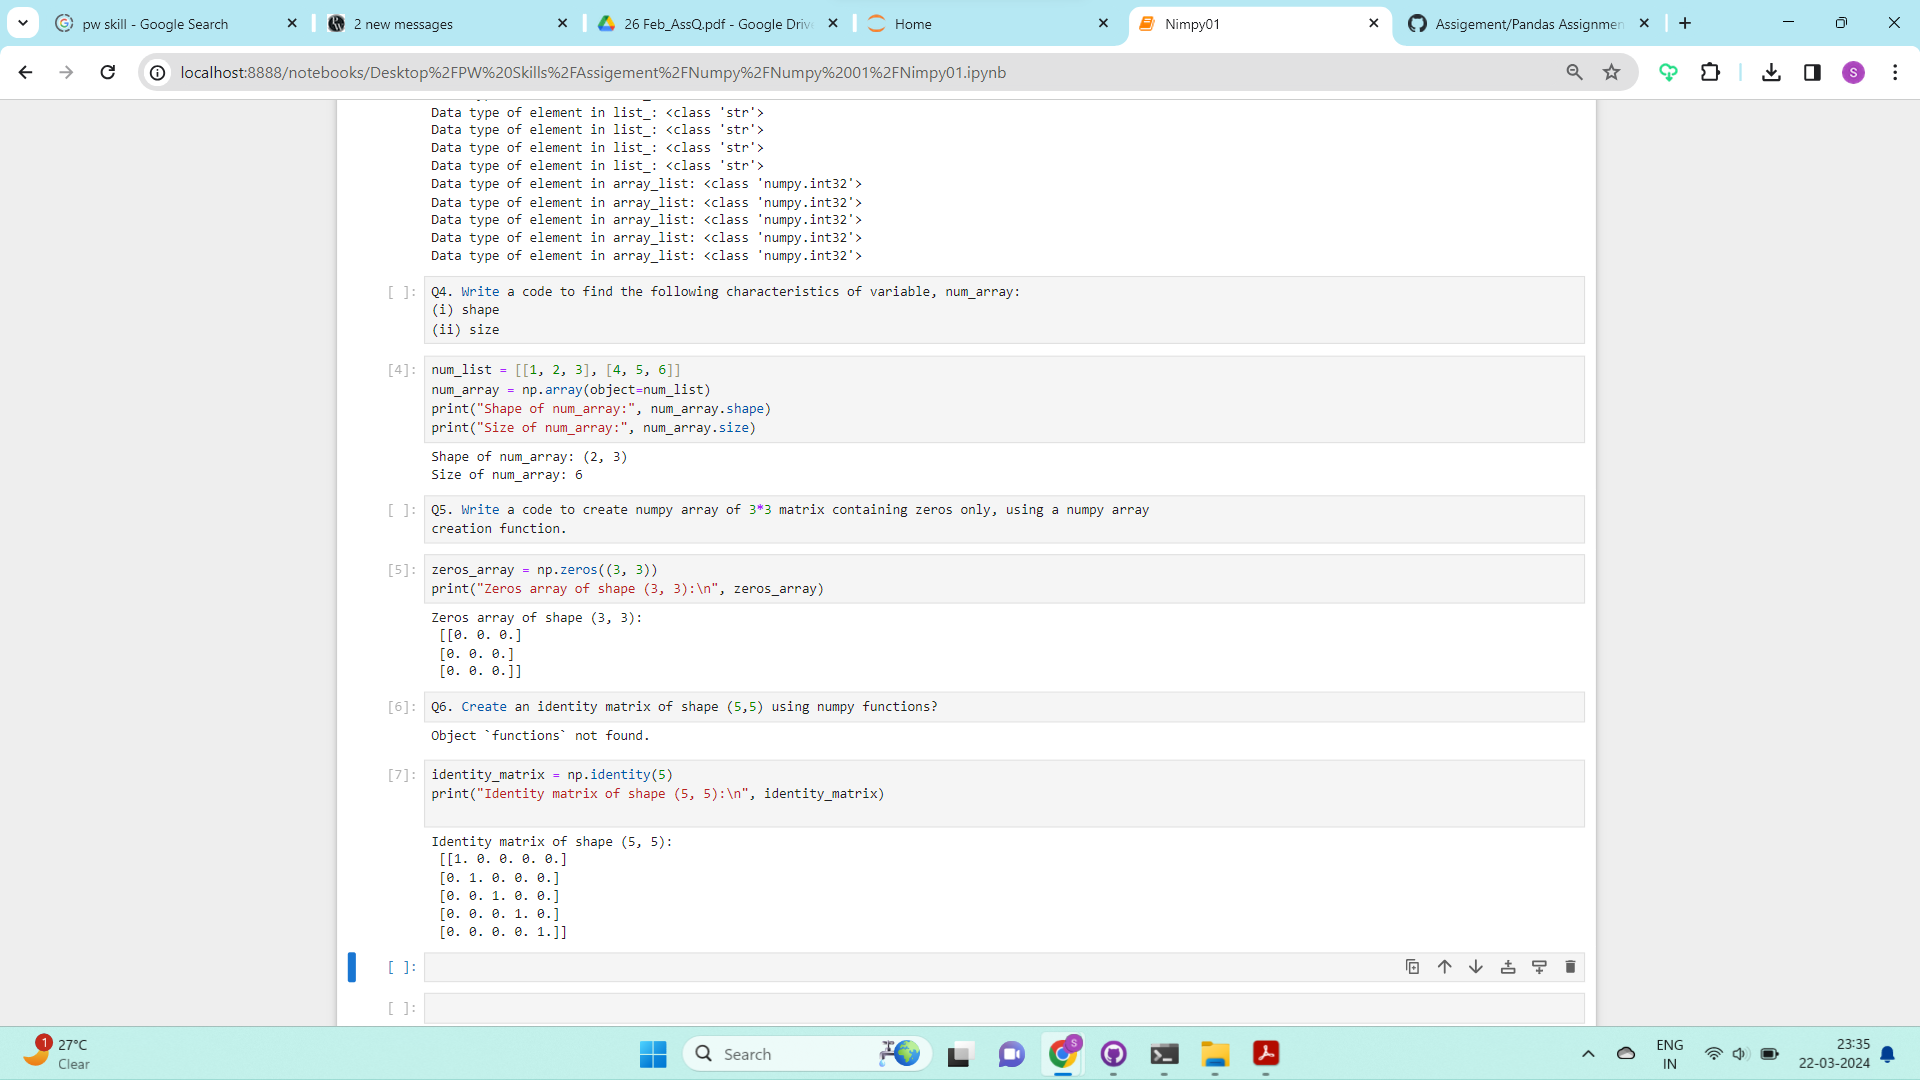 pw skill - Google Search
2 new messages
26 Feb_AssQ.pdf - Google Driv
Home
Nimpy01
Assigement/Pandas Assignmen
localhost:8888/notebooks/Desktop%2FPW%20Skills%2FAssigement%2FNumpy%2FNumpy%2001%2FNimpy01.ipynb
S
Data type of element in list_: <class 'str'>
Data type of element in list_: <class 'str'>
Data type of element in list_: <class 'str'>
Data type of element in list_: <class 'str'>
Data type of element in array_list: <class 'numpy.int32'>
Data type of element in array_list: <class 'numpy.int32'>
Data type of element in array_list: <class 'numpy.int32'>
Data type of element in array_list: <class 'numpy.int32'>
Data type of element in array_list: <class 'numpy.int32'>
[ ]: Q4. Write a code to find the following characteristics of variable, num_array:
(i) shape
(ii) size
[4]: num_list = [[1, 2, 3], [4, 5, 6]]
num_array = np.array(object=num_list)
print("Shape of num_array:", num_array.shape)
print("Size of num_array:", num_array.size)
Shape of num_array: (2, 3)
Size of num_array: 6
[ ]: Q5. Write a code to create numpy array of 3*3 matrix containing zeros only, using a numpy array
creation function.
[5]: zeros_array = np.zeros((3, 3))
print("Zeros array of shape (3, 3):\n", zeros_array)
Zeros array of shape (3, 3):
[[0. 0. 0.]
[0. 0. 0.]
[0. 0. 0.]]
[6]: Q6. Create an identity matrix of shape (5,5) using numpy functions?
Object `functions` not found.
[7]: identity_matrix = np.identity(5)
print("Identity matrix of shape (5, 5):\n", identity_matrix)
Identity matrix of shape (5, 5):
[[1. 0. 0. 0. 0.]
[0. 1. 0. 0. 0.]
[0. 0. 1. 0. 0.]
[0. 0. 0. 1. 0.]
[0. 0. 0. 0. 1.]]
[ ]:
[ ]:
1
27°C
Clear
Search
S
ENG
IN
23:35
22-03-2024